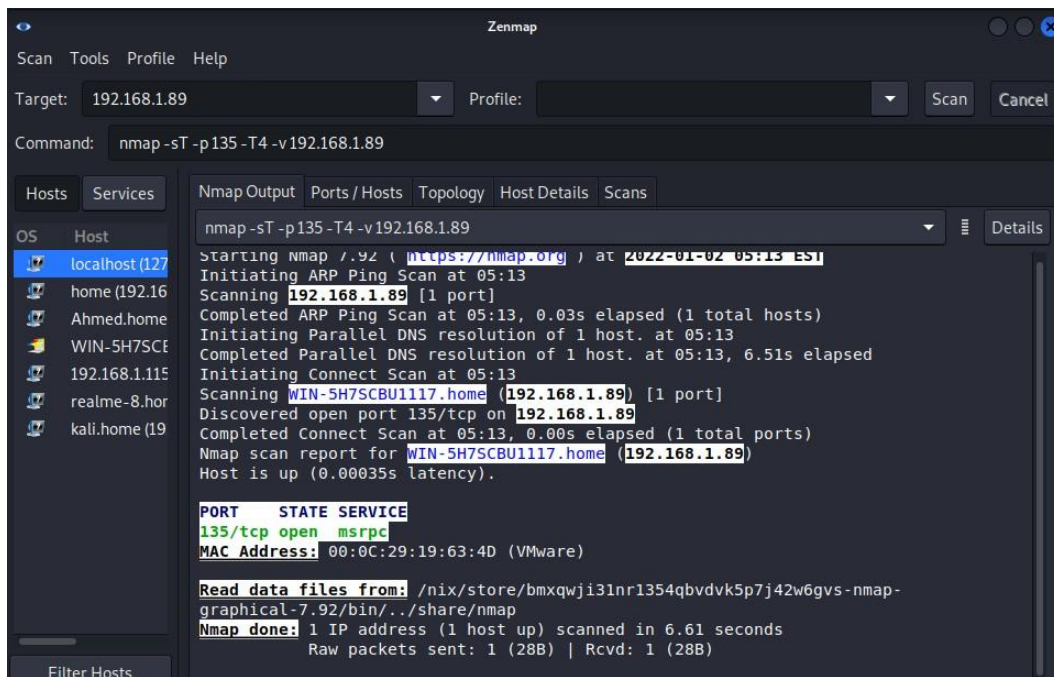 Zenmap
Scan Tools Profile Help
Target: 192.168.1.89 Profile: Scan Cancel
Command: nmap -sT -p 135 -T4 -v 192.168.1.89
Hosts Services
Nmap Output Ports / Hosts Topology Host Details Scans
nmap -sT -p 135 -T4 -v 192.168.1.89 Details
OS Host
localhost (127
home (192.16
Ahmed.home
WIN-5H7SCE
192.168.1.115
realme-8.hor
kali.home (19
Filter Hosts
Starting Nmap 7.92 ( https://nmap.org ) at 2022-01-02 05:13 EST
Initiating ARP Ping Scan at 05:13
Scanning 192.168.1.89 [1 port]
Completed ARP Ping Scan at 05:13, 0.03s elapsed (1 total hosts)
Initiating Parallel DNS resolution of 1 host. at 05:13
Completed Parallel DNS resolution of 1 host. at 05:13, 6.51s elapsed
Initiating Connect Scan at 05:13
Scanning WIN-5H7SCBU1117.home (192.168.1.89) [1 port]
Discovered open port 135/tcp on 192.168.1.89
Completed Connect Scan at 05:13, 0.00s elapsed (1 total ports)
Nmap scan report for WIN-5H7SCBU1117.home (192.168.1.89)
Host is up (0.00035s latency).
PORT STATE SERVICE
135/tcp open msrpc
MAC Address: 00:0C:29:19:63:4D (VMware)
Read data files from: /nix/store/bmxqwji31nr1354qbvdvk5p7j42w6gvs-nmap-
graphical-7.92/bin/../share/nmap
Nmap done: 1 IP address (1 host up) scanned in 6.61 seconds
Raw packets sent: 1 (28B) | Rcvd: 1 (28B)